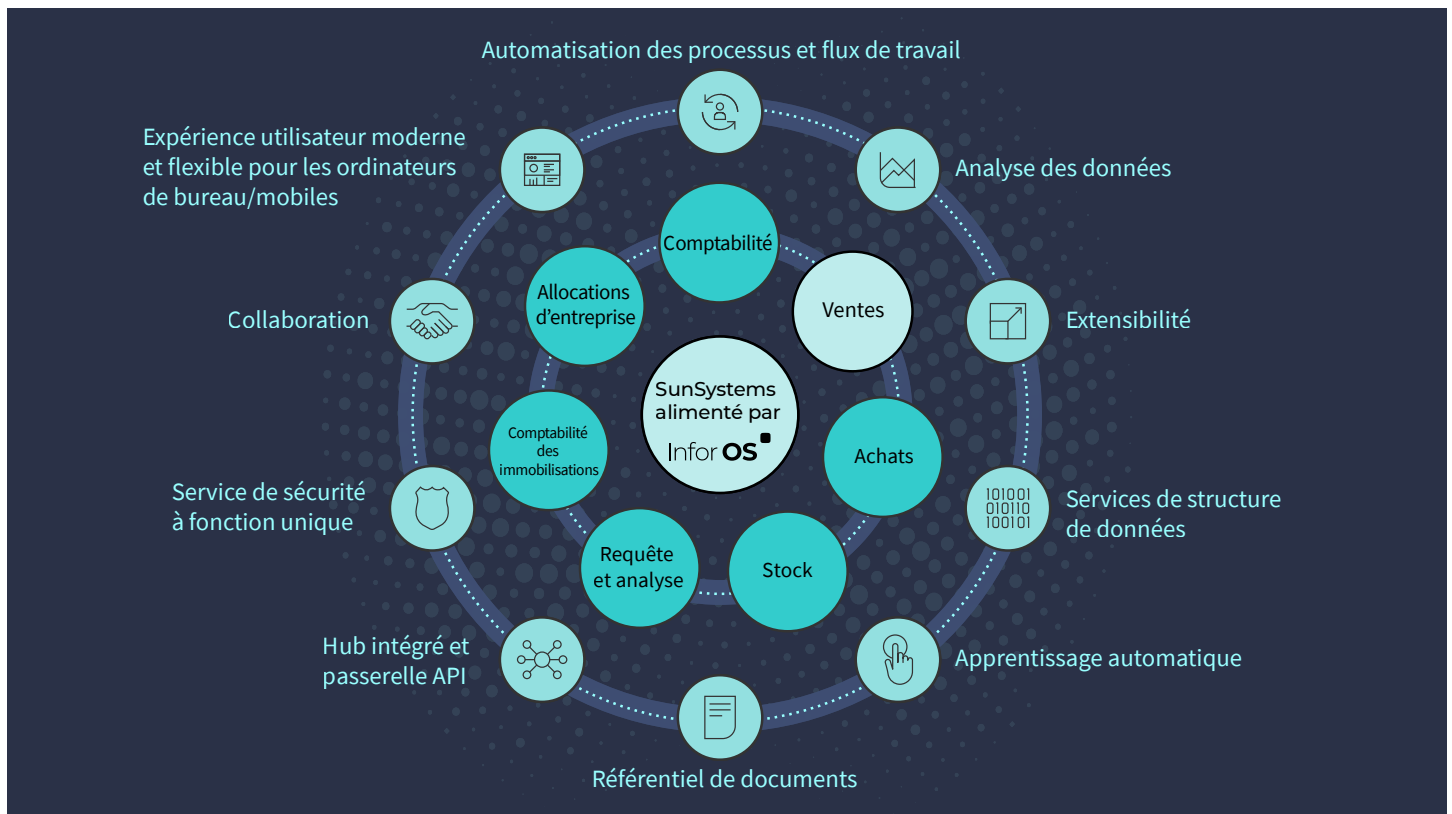 Automatisation des processus et flux de travail
Expérience utilisateur moderne
et flexible pour les ordinateurs
de bureau/mobiles
Analyse des données
Comptabilité
Allocations
d’entreprise
Ventes
Collaboration
Extensibilité
SunSystems
alimenté par
Infor OS
Comptabilité
des
immobilisations
Achats
Service de sécurité
à fonction unique
101001
010110
100101
Services de structure
de données
Requête
et analyse
Stock
Hub intégré et
passerelle API
Apprentissage automatique
Référentiel de documents